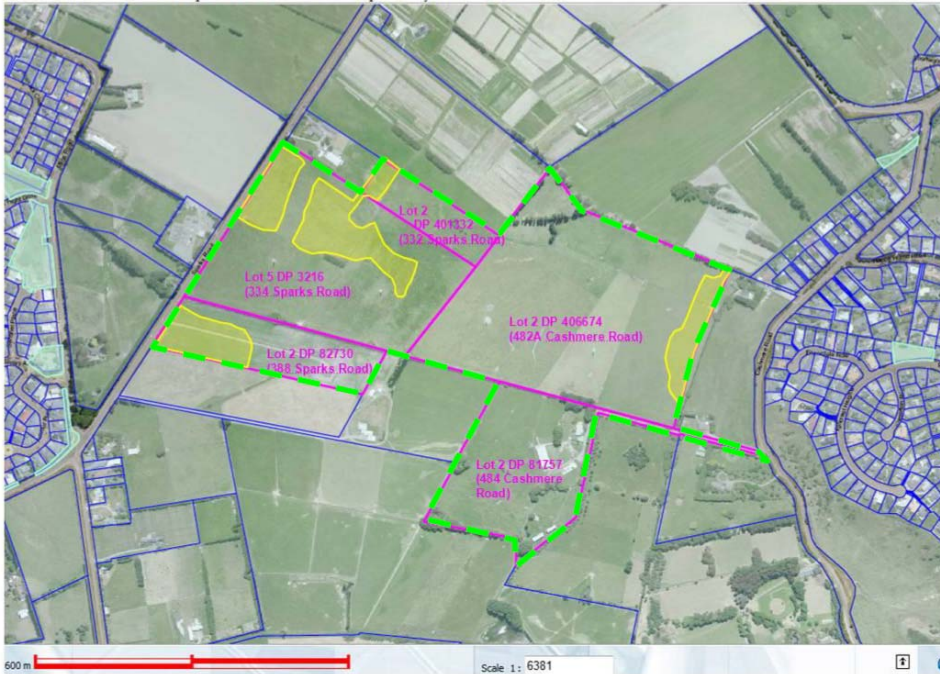 Lot 2
DP 401332
(332 Sparks Road)
Lot 5 DP 3216
(334 Sparks Road)
Lot 2 DP 406674
(482A Cashmere Road)
Lot 2 DP 82730
(388 Sparks Road)
Lot 2 DP 81757
(484 Cashmere
Road)
600 m
Scale 1: 6381